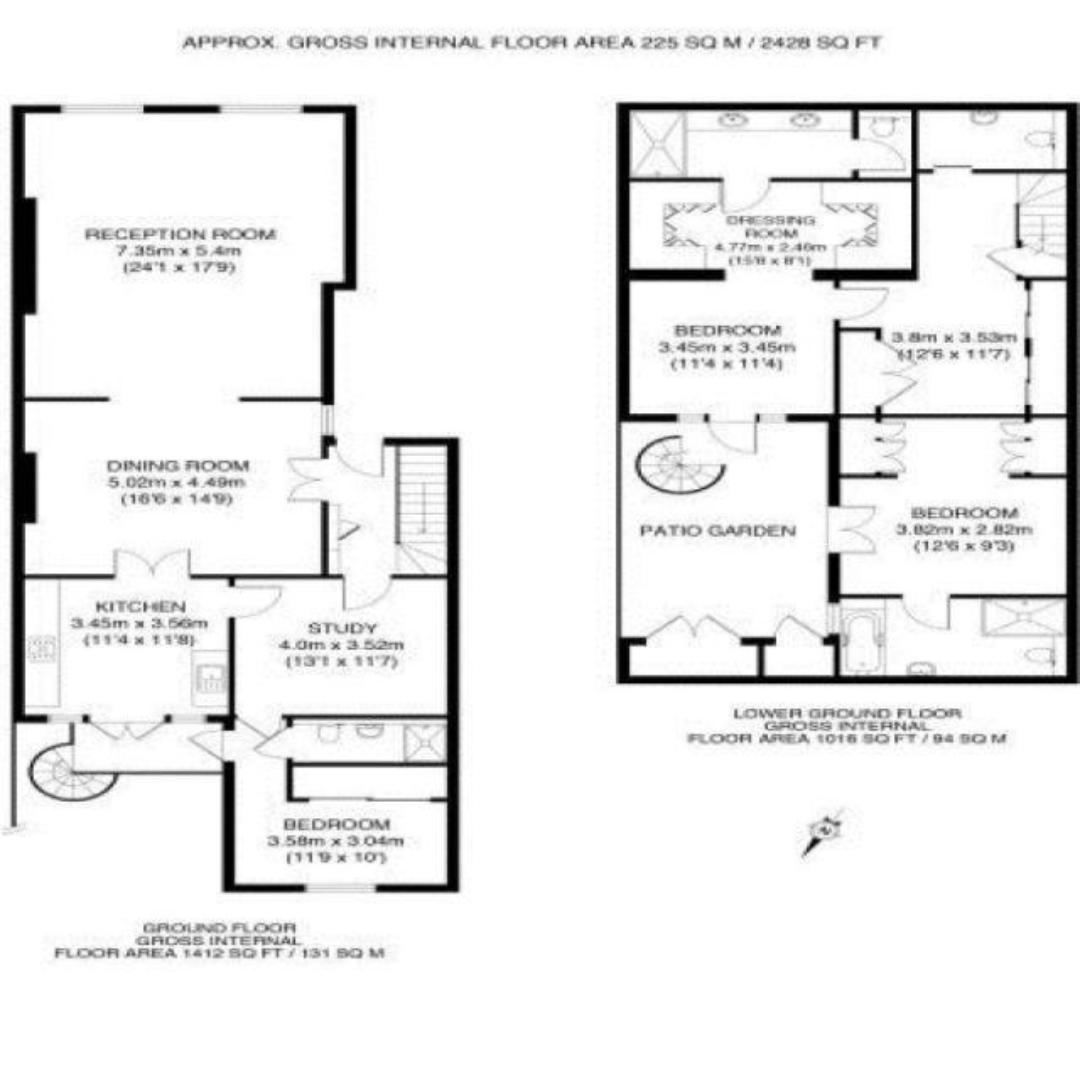 APPROX. GROSS INTERNAL FLOOR AREA 225 SQ M / 2428 SQ FT
RECEPTION ROOM
7.35m x 5.4m
(24'1 x 17'9)
DINING ROOM
5.02m x 4.49m
(16'6 x 14'9)
KITCHEN
3.45m x 3.56m
(11'4 x 11'8)
STUDY
4.0m x 3.52m
(13'1 x 11'7)
BEDROOM
3.58m x 3.04m
(11'9 x 10')
GROUND FLOOR
GROSS INTERNAL
FLOOR AREA 1412 SQ FT / 131 SQ M
DRESSING
ROOM
4.77m x 2.46m
(15'8 x 8'1)
BEDROOM
3.45m x 3.45m
(11'4 x 11'4)
3.8m x 3.53m
(12'6 x 11'7)
PATIO GARDEN
BEDROOM
3.82m x 2.82m
(12'6 x 9'3)
LOWER GROUND FLOOR
GROSS INTERNAL
FLOOR AREA 1016 SQ FT / 94 SQ M
N